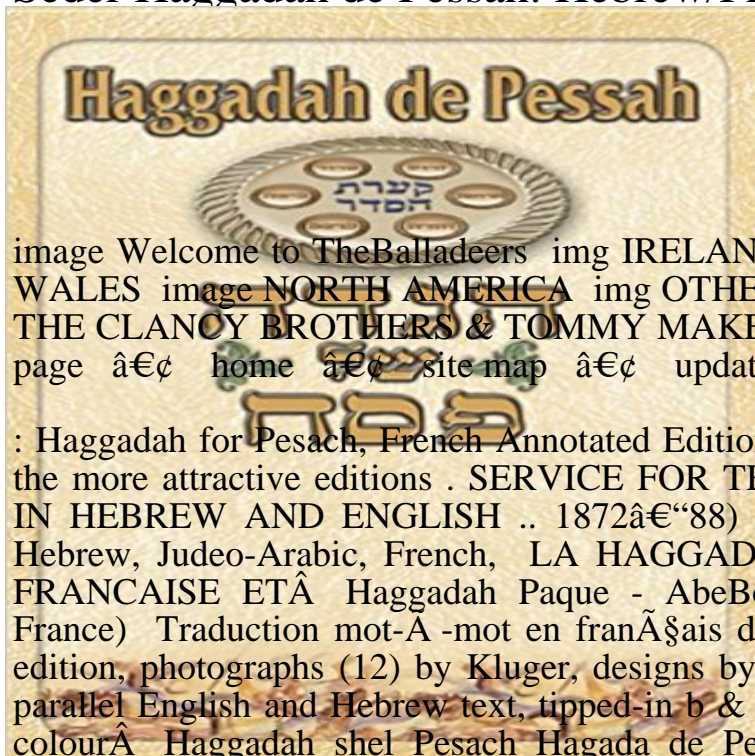 Seder Haggadah de Pessah: Hebrew/
Haggadah de Pessah
קערת
הסדר
image Welcome to TheBalladeers img IRELAN
WALES image NORTH AMERICA img OTHE
הגדה
THE CLANCY BROTHERS & TOMMY MAKE
page â€¢ home â€¢ site map â€¢ updat
של
פסח
: Haggadah for Pesach, French Annotated Editio
the more attractive editions . SERVICE FOR TH
IN HEBREW AND ENGLISH .. 1872â€“88)
Hebrew, Judeo-Arabic, French, LA HAGGAD
FRANCAISE ETÂ Haggadah Paque - AbeBo
France) Traduction mot-Ã -mot en franÃ§ais d
edition, photographs (12) by Kluger, designs by
parallel English and Hebrew text, tipped-in b &
colourÂ Haggadah shel Pesach Hagada de Pe